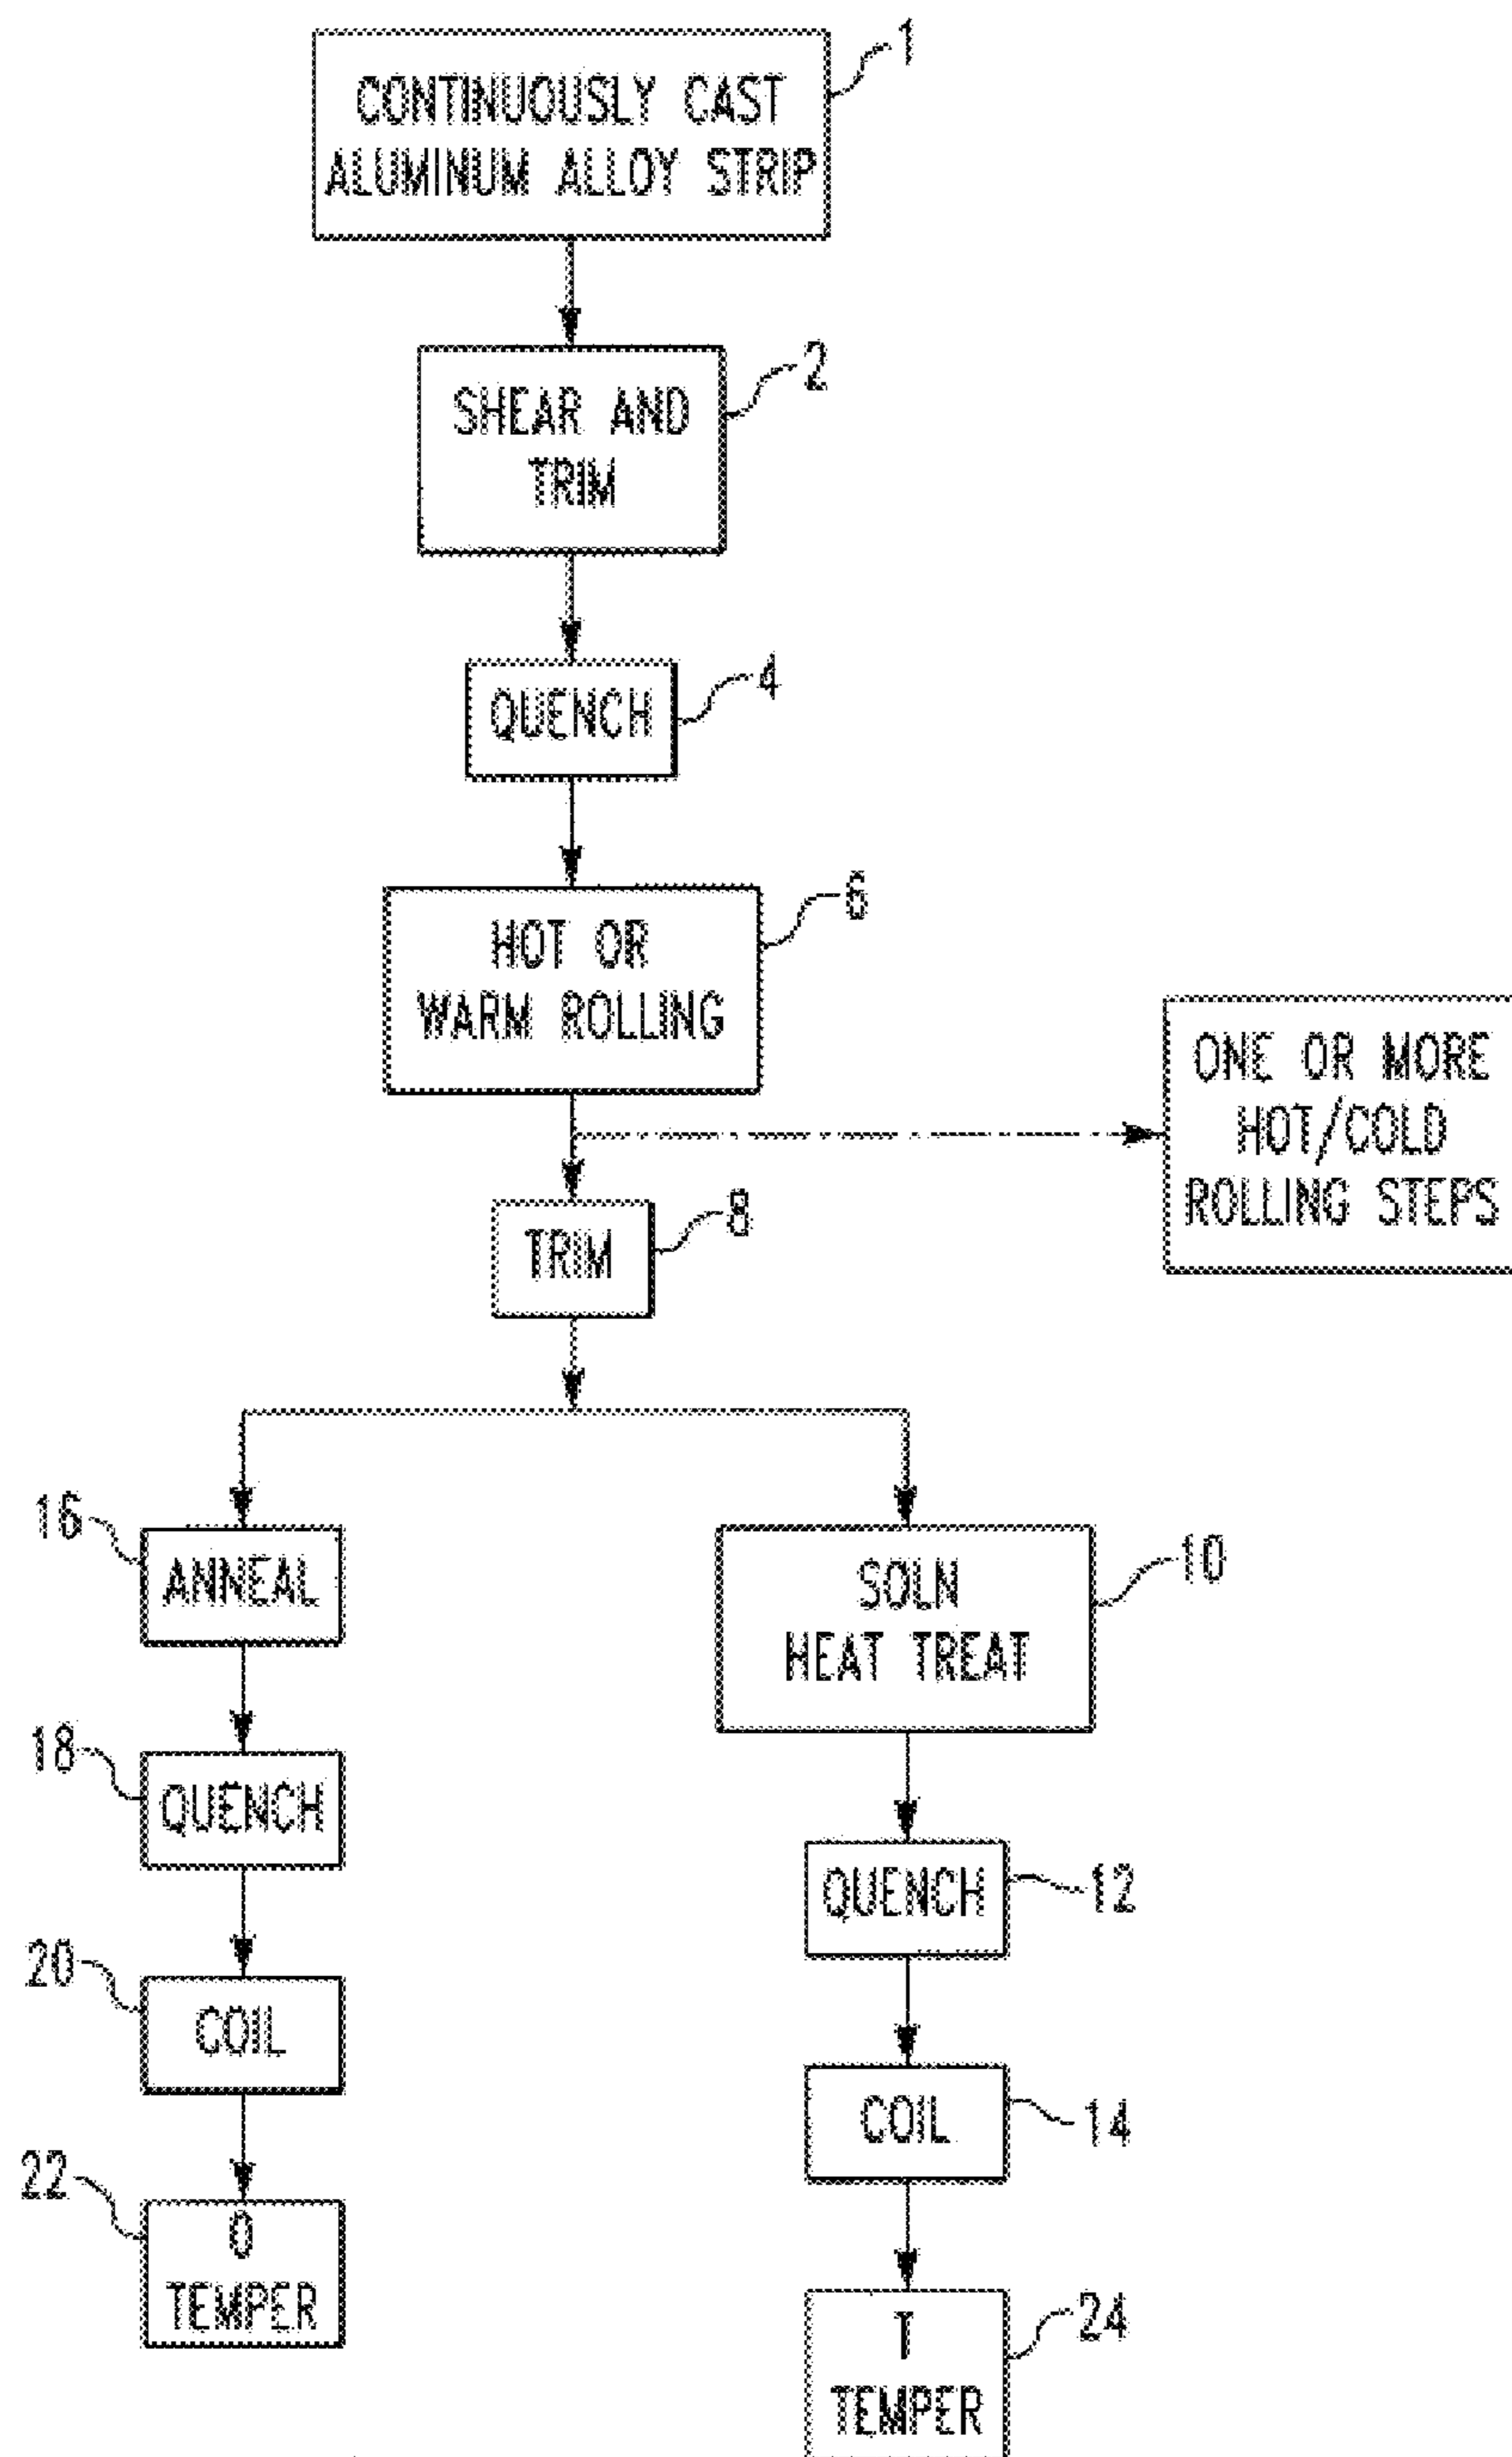 CONTINUOUSLY CAST
ALUMINUM ALLOY STRIP
1
SHEAR AND
TRIM
2
QUENCH
4
HOT OR
WARM ROLLING
6
ONE OR MORE
HOT/COLD
ROLLING STEPS
TRIM
8
16
ANNEAL
18
QUENCH
20
COIL
22
O
TEMPER
SOLN
HEAT TREAT
10
QUENCH
12
COIL
14
T
TEMPER
24